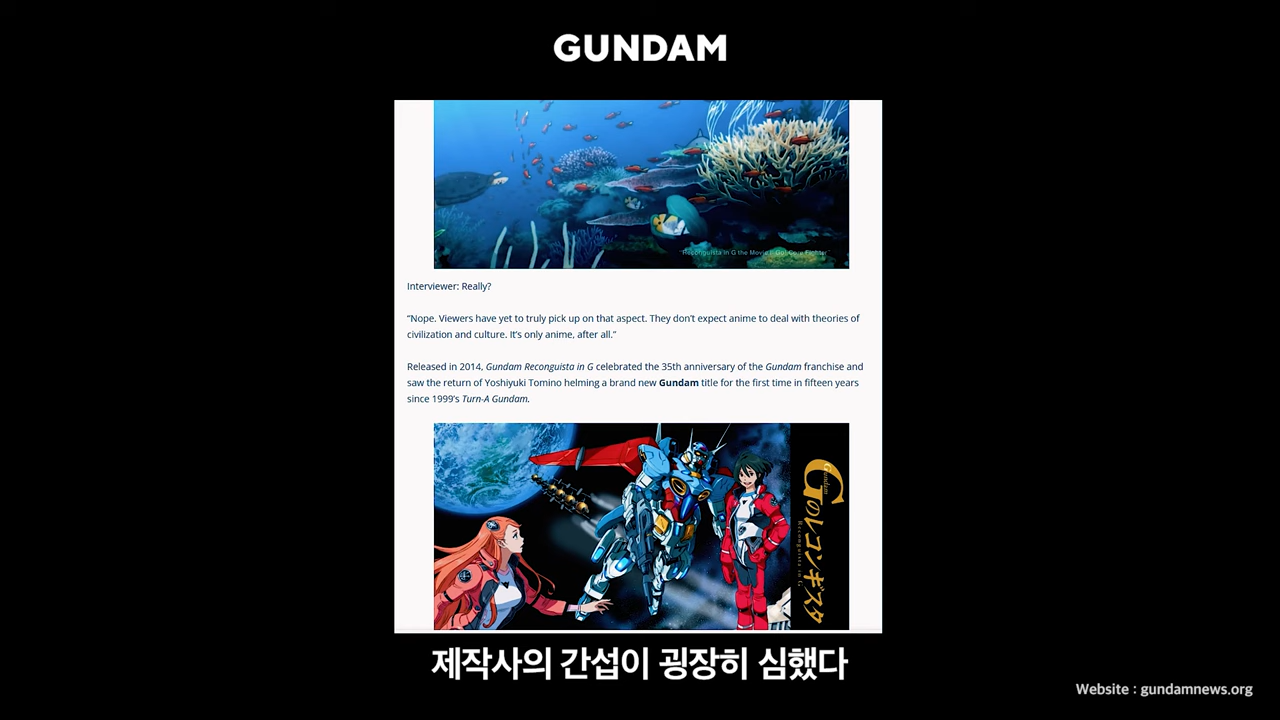 GUNDAM
"Reconguista in G the Movie I: Go! Core Fighter"
Interviewer: Really?
“Nope. Viewers have yet to truly pick up on that aspect. They don’t expect anime to deal with theories of
civilization and culture. It’s only anime, after all.”
Released in 2014, Gundam Reconguista in G celebrated the 35th anniversary of the Gundam franchise and
saw the return of Yoshiyuki Tomino helming a brand new Gundam title for the first time in fifteen years
since 1999’s Turn-A Gundam.
Gundam
Gのレコンギスタ
Reconguista in G
제작사의 간섭이 굉장히 심했다
Website : gundamnews.org